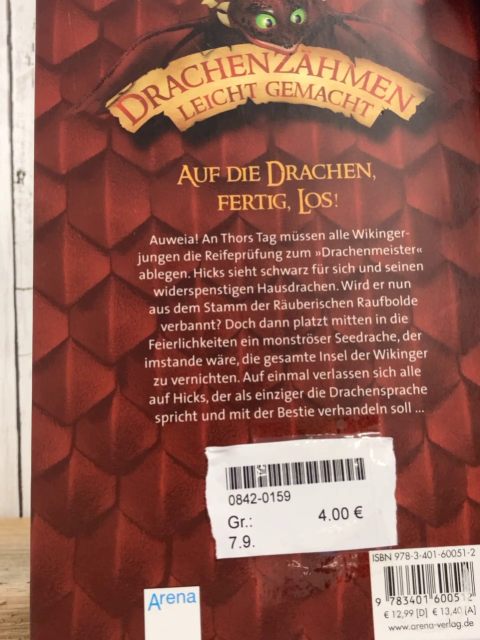 DRACHENZÄHMEN
LEICHT GEMACHT
AUF DIE DRACHEN,
FERTIG, LOS!
Auweia! An Thors Tag müssen alle Wikinger-
jungen die Reifeprüfung zum »Drachenmeister«
ablegen. Hicks sieht schwarz für sich und seinen
widerspenstigen Hausdrachen. Wird er nun
aus dem Stamm der Räuberischen Raufbolde
verbannt? Doch dann platzt mitten in die
Feierlichkeiten ein monströser Seedrache, der
imstande wäre, die gesamte Insel der Wikinger
zu vernichten. Auf einmal verlassen sich alle
auf Hicks, der als einziger die Drachensprache
spricht und mit der Bestie verhandeln soll ...
0842-0159
Gr.: 4.00 €
7.9.
ISBN 978-3-401-60051-2
9 783401 600512
€ 12,99 [D] € 13,40 [A]
www.arena-verlag.de
Arena